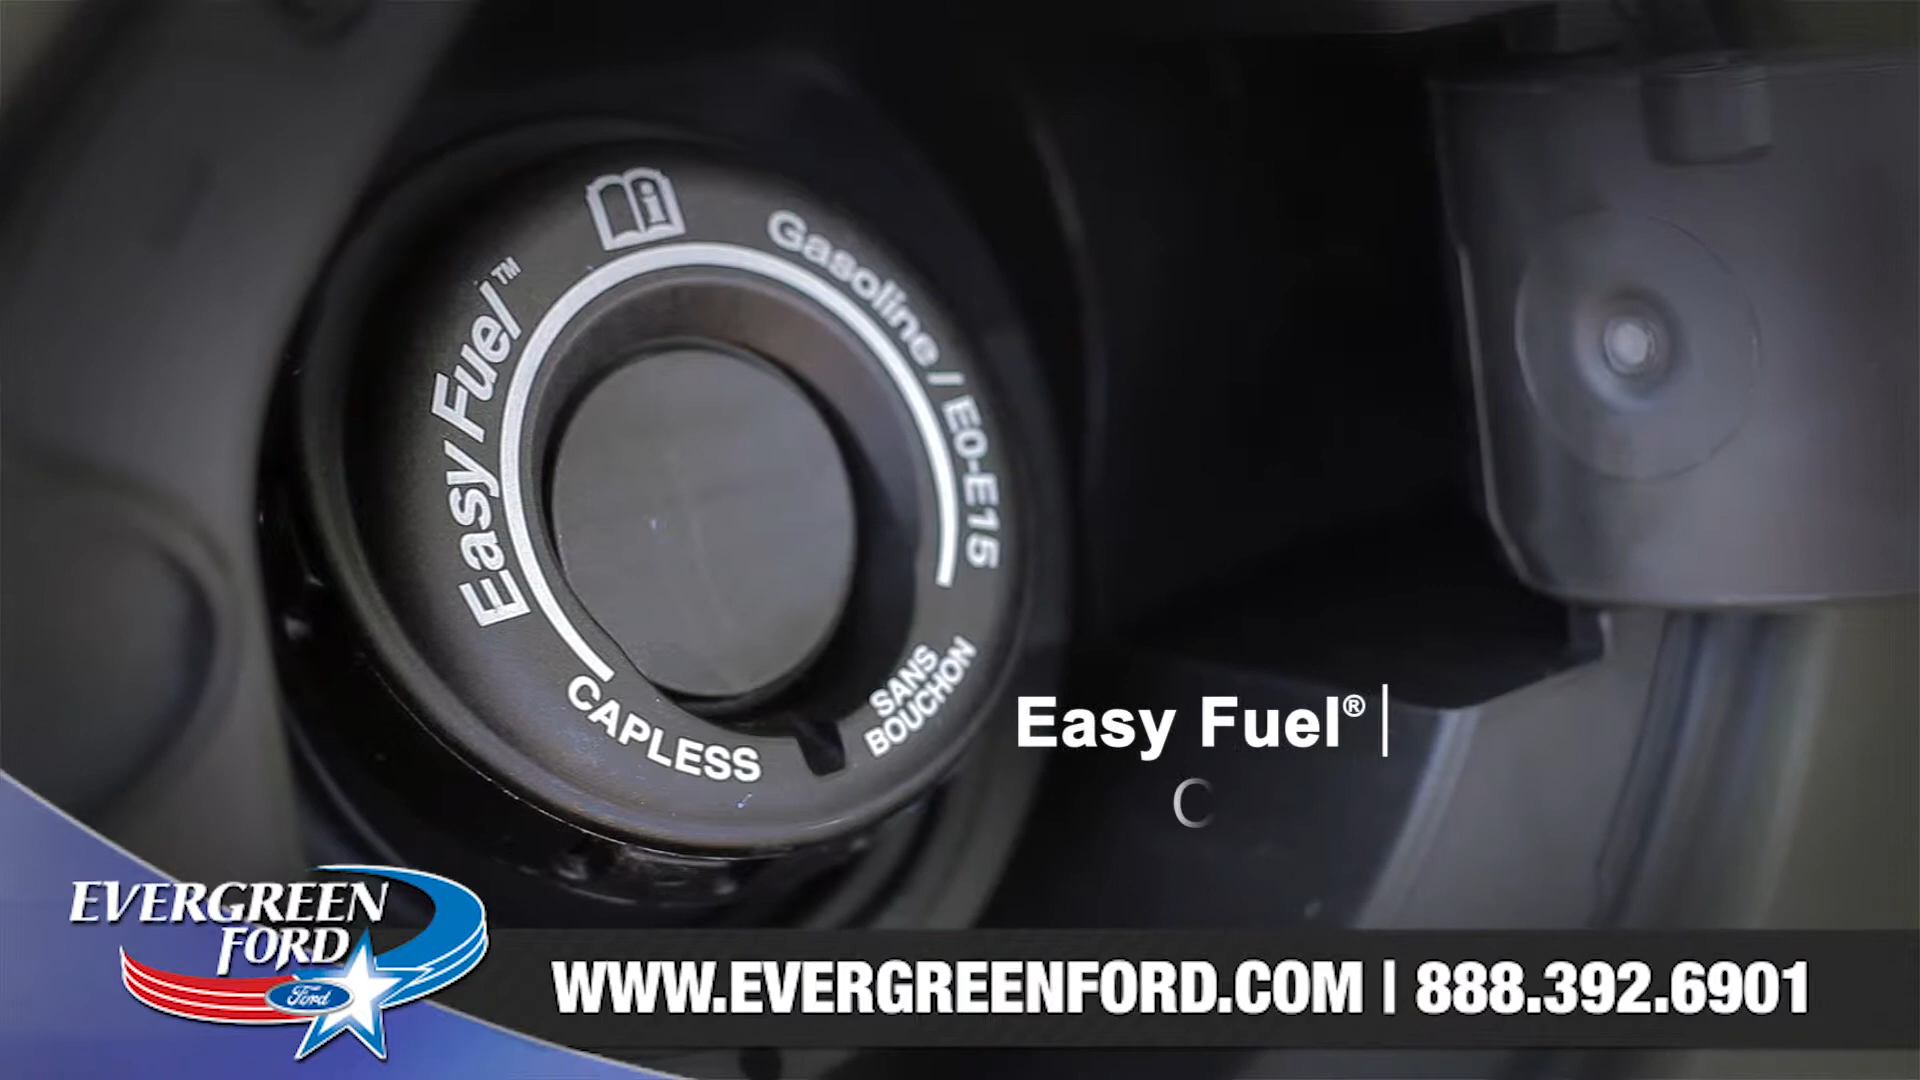 Easy Fuel™
Gasoline / E0-E15
CAPLESS
SANS
BOUCHON
Easy Fuel® |
C
EVERGREEN
FORD
Ford
WWW.EVERGREENFORD.COM | 888.392.6901